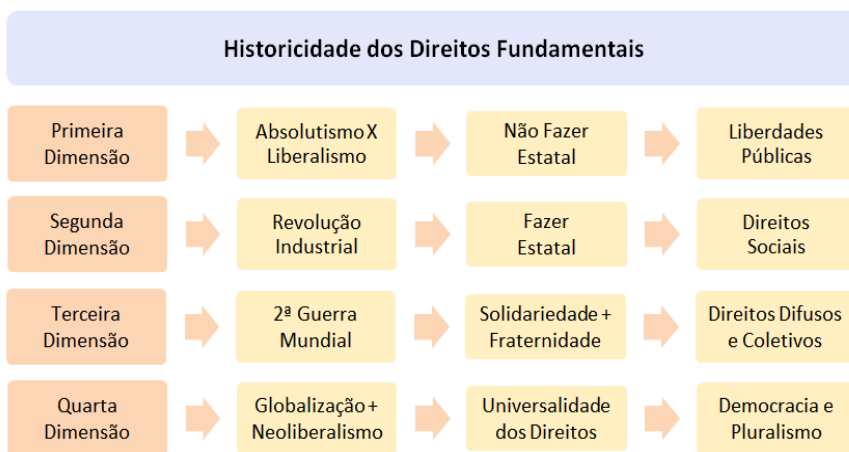 Historicidade dos Direitos Fundamentais
Primeira
Dimensão
Absolutismo X
Liberalismo
Não Fazer
Estatal
Liberdades
Públicas
Segunda
Dimensão
Revolução
Industrial
Fazer
Estatal
Direitos
Sociais
Terceira
Dimensão
2ª Guerra
Mundial
Solidariedade +
Fraternidade
Direitos Difusos
e Coletivos
Quarta
Dimensão
Globalização +
Neoliberalismo
Universalidade
dos Direitos
Democracia e
Pluralismo